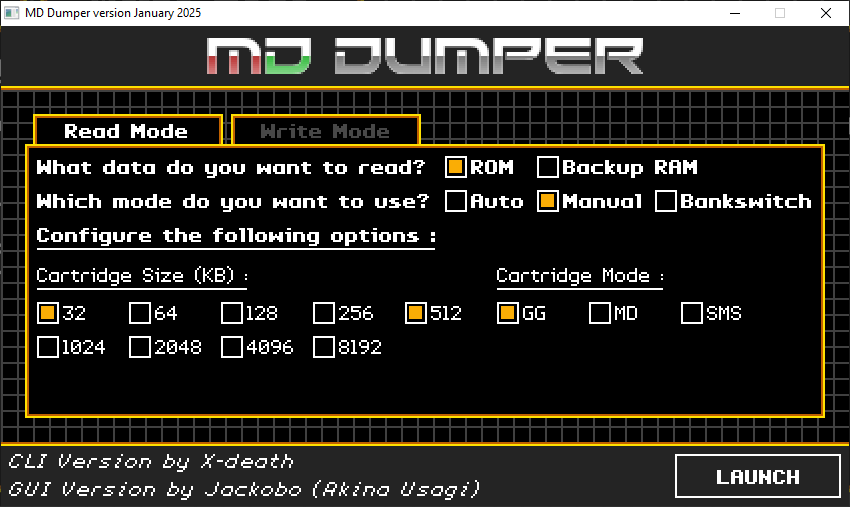 MD Dumper version January 2025
MD DUMPER
Read Mode Write Mode
What data do you want to read? ROM Backup RAM
Which mode do you want to use? Auto Manual Bankswitch
Configure the following options :
Cartridge Size (KB) : Cartridge Mode :
32 64 128 256 512 GG MD SMS
1024 2048 4096 8192
CLI Version by X-death
GUI Version by Jackobo (Akina Usagi)
LAUNCH